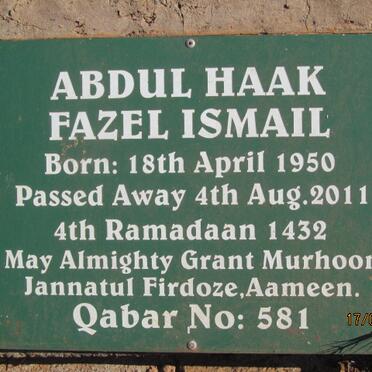 ABDUL HAAK
FAZEL ISMAIL
Born: 18th April 1950
Passed Away 4th Aug.2011
4th Ramadaan 1432
May Almighty Grant Murhoom
Jannatul Firdoze,Aameen.
Qabar No: 581